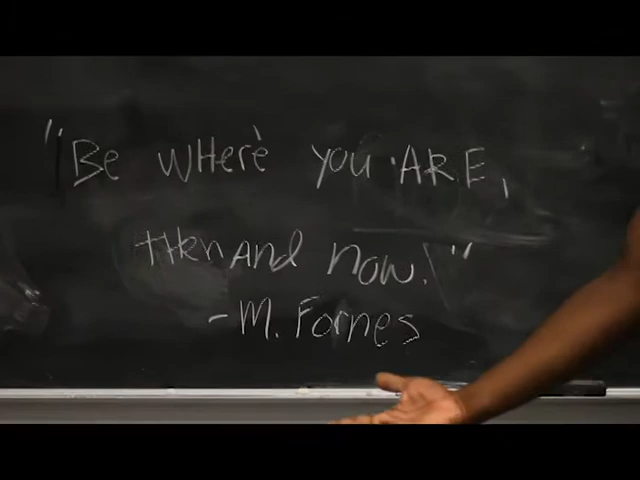 "Be wHere you ARE,
tHen and now!"
- M. Fornes